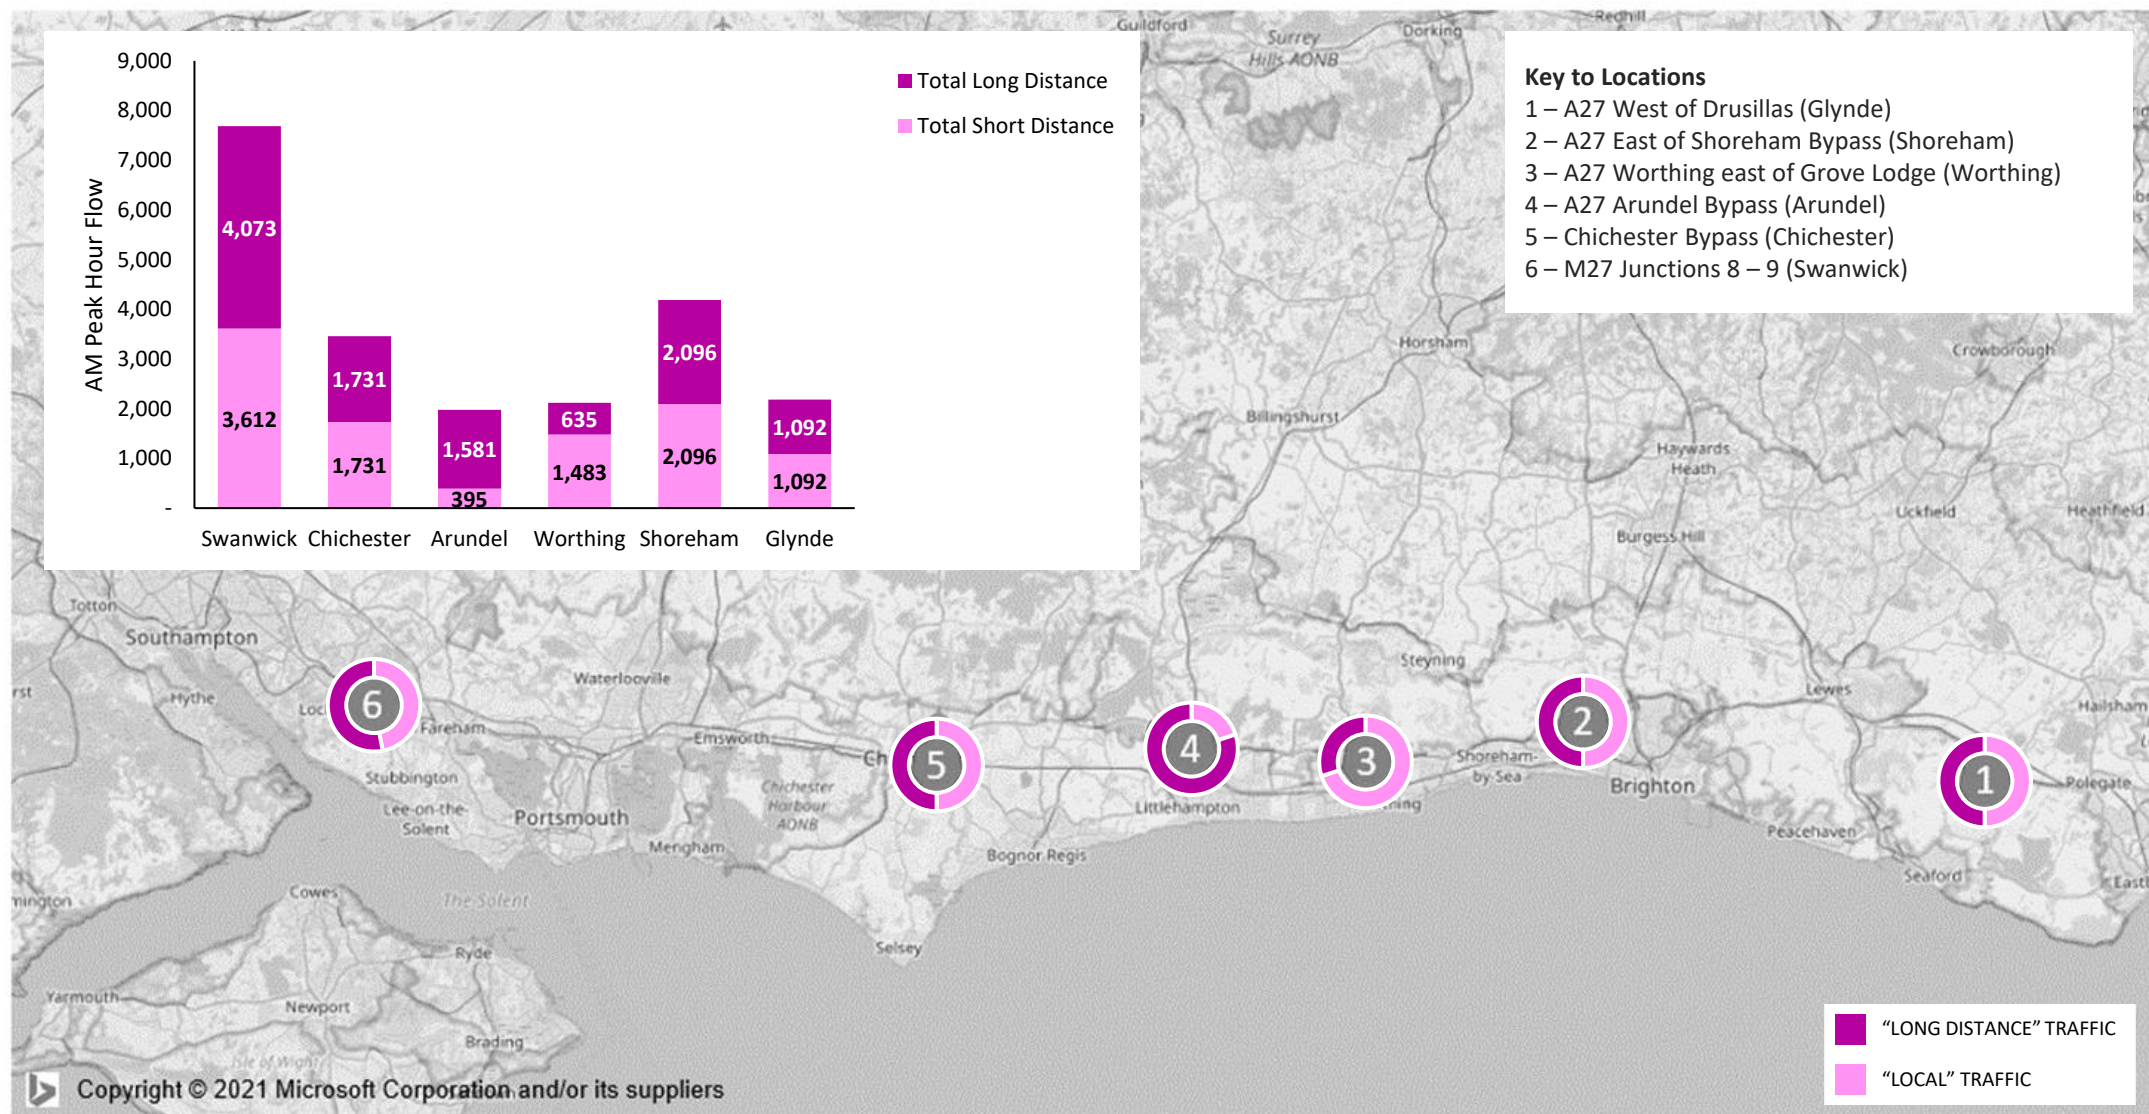 9,000
8,000
7,000
6,000
5,000
4,000
3,000
2,000
1,000
-
AM Peak Hour Flow
4,073
3,612
1,731
1,731
1,581
395
635
1,483
2,096
2,096
1,092
1,092
Swanwick Chichester Arundel Worthing Shoreham Glynde
Total Long Distance
Total Short Distance
Key to Locations
1 – A27 West of Drusillas (Glynde)
2 – A27 East of Shoreham Bypass (Shoreham)
3 – A27 Worthing east of Grove Lodge (Worthing)
4 – A27 Arundel Bypass (Arundel)
5 – Chichester Bypass (Chichester)
6 – M27 Junctions 8 – 9 (Swanwick)
Guildford
Surrey
Hills AONB
Dorking
Redhill
Horsham
Crowborough
Billingshurst
Haywards
Heath
Uckfield
Heathfield
Burgess Hill
Totton
Southampton
Hythe
Waterlooville
Steyning
Lewes
Hailsham
6
Fareham
Emsworth
5
4
3
2
1
Shoreham-
by Sea
Brighton
Polegate
Stubbington
Lee-on-the-
Solent
Portsmouth
Chichester
Harbour
AONB
Littlehampton
Mengham
Bognor Regis
Peacehaven
Seaford
Cowes
The Solent
Ryde
Selsey
Yarmouth
Newport
Brading
Isle of Wight
"LONG DISTANCE" TRAFFIC
"LOCAL" TRAFFIC
Copyright © 2021 Microsoft Corporation and/or its suppliers